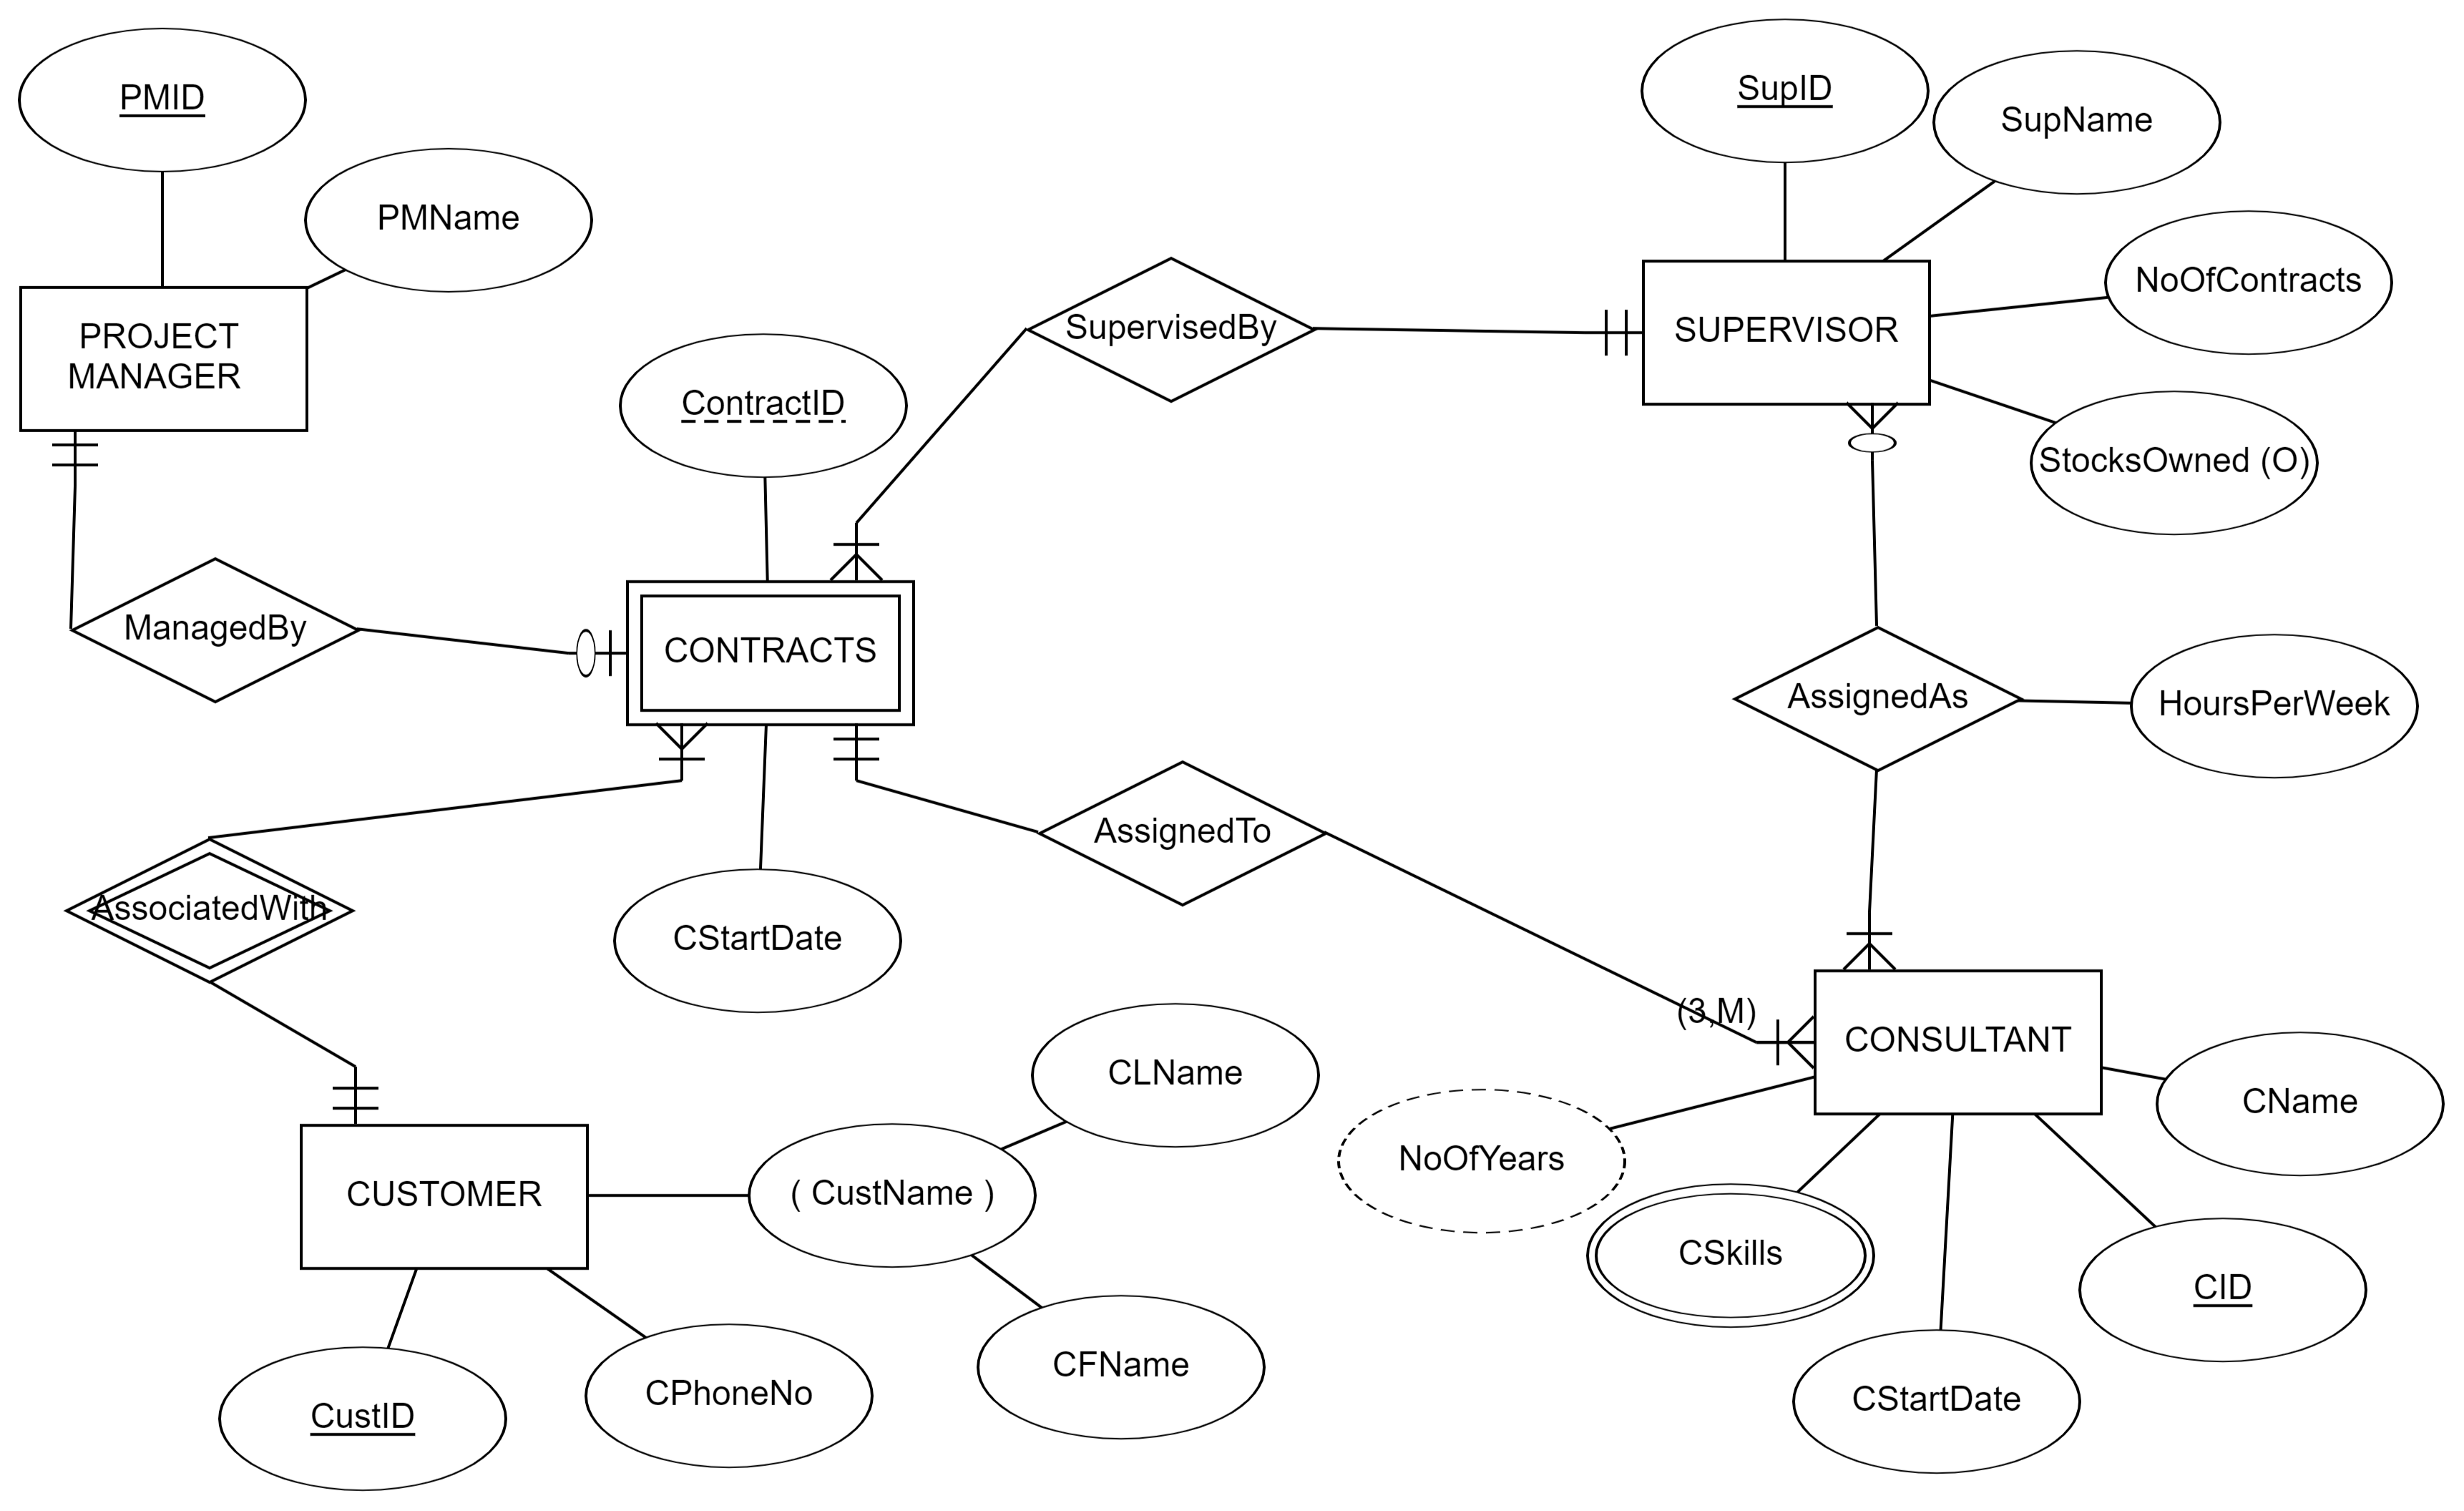 PMID
PMName
PROJECT
MANAGER
SupID
SupName
NoOfContracts
StocksOwned (O)
SUPERVISOR
SupervisedBy
ContractID
ManagedBy
CONTRACTS
AssignedAs
HoursPerWeek
AssignedTo
AssociatedWith
CStartDate
(3,M)
CONSULTANT
CLName
CName
NoOfYears
CUSTOMER
( CustName )
CSkills
CID
CFName
CPhoneNo
CStartDate
CustID